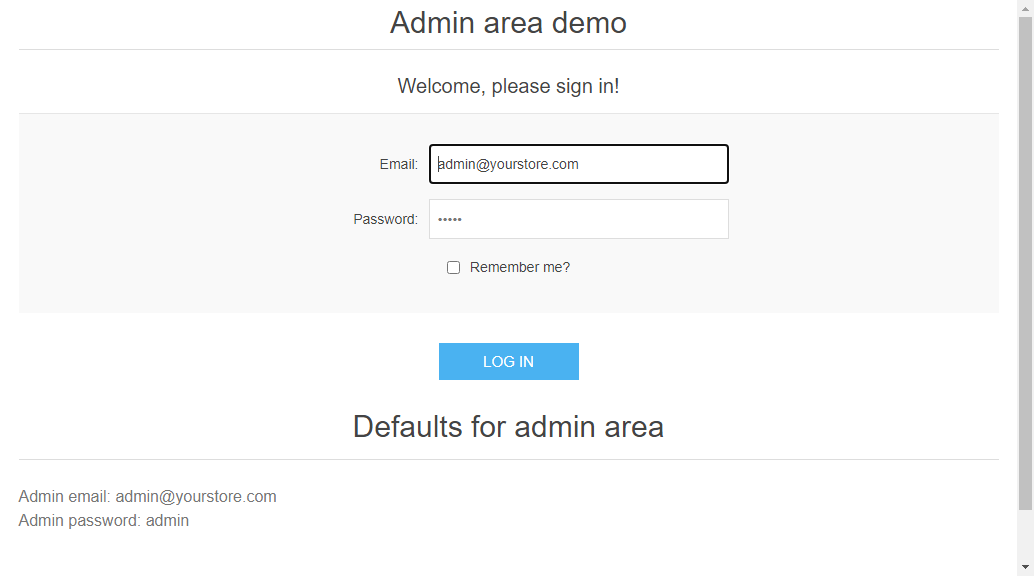 Admin area demo
Welcome, please sign in!
Email: admin@yourstore.com
Password: •••••
Remember me?
LOG IN
Defaults for admin area
Admin email: admin@yourstore.com
Admin password: admin